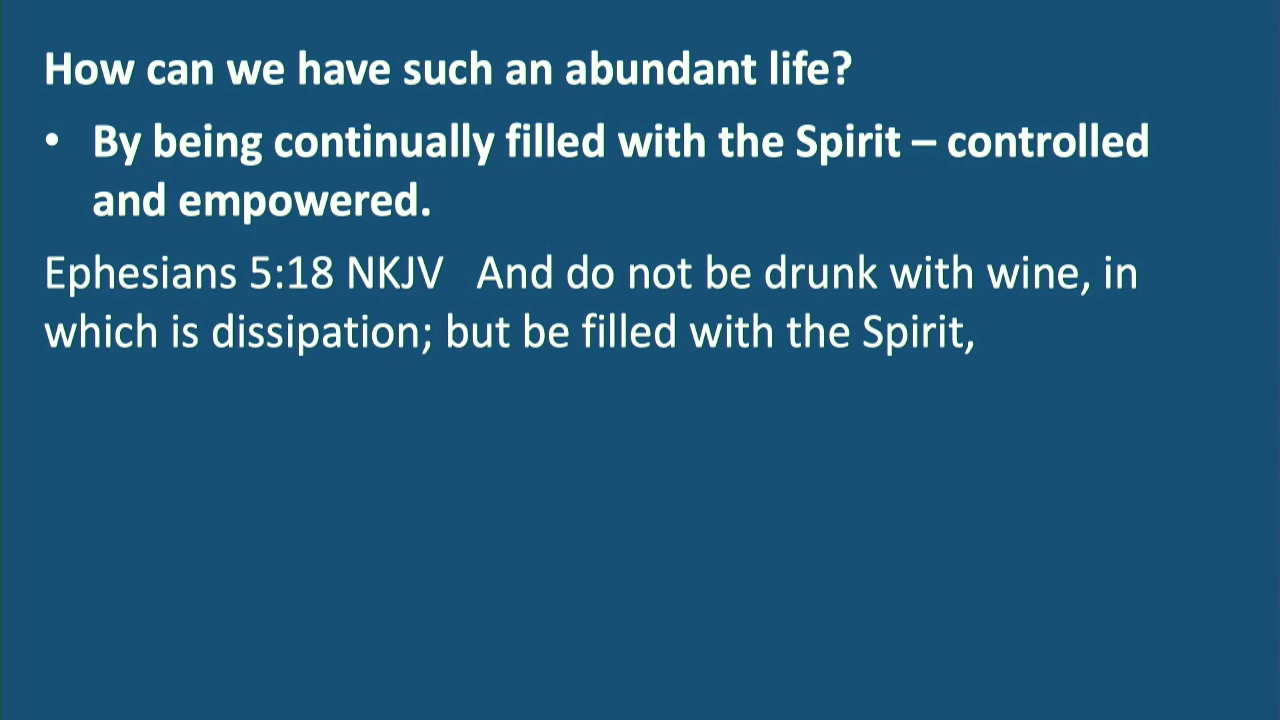 How can we have such an abundant life?
• By being continually filled with the Spirit – controlled
and empowered.
Ephesians 5:18 NKJV   And do not be drunk with wine, in
which is dissipation; but be filled with the Spirit,